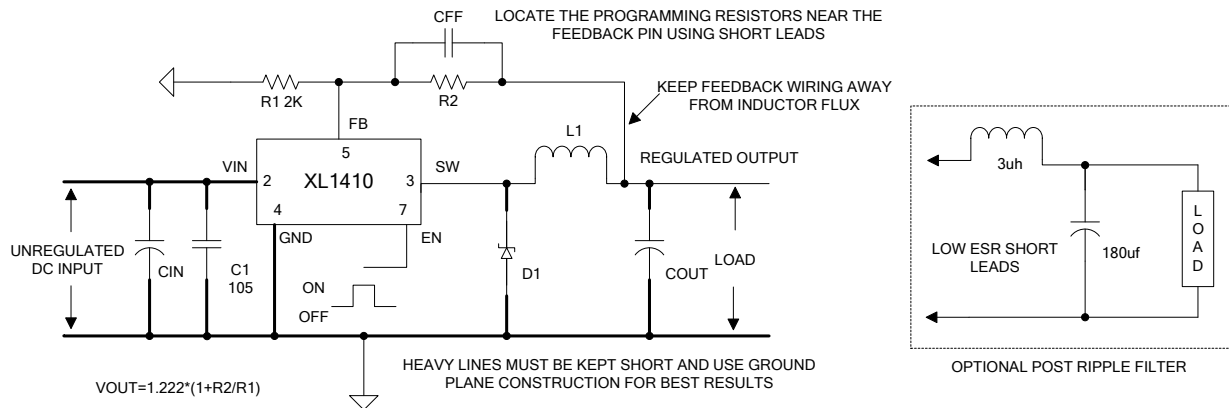 CFF
LOCATE THE PROGRAMMING RESISTORS NEAR THE
FEEDBACK PIN USING SHORT LEADS
R1 2K
R2
KEEP FEEDBACK WIRING AWAY
FROM INDUCTOR FLUX
FB
5
L1
VIN
2
XL1410
3
SW
REGULATED OUTPUT
4
7
GND
EN
UNREGULATED
DC INPUT
CIN
C1
105
ON
OFF
D1
COUT
LOAD
HEAVY LINES MUST BE KEPT SHORT AND USE GROUND
PLANE CONSTRUCTION FOR BEST RESULTS
VOUT=1.222*(1+R2/R1)
3uh
LOW ESR SHORT
LEADS
180uf
LOAD
OPTIONAL POST RIPPLE FILTER